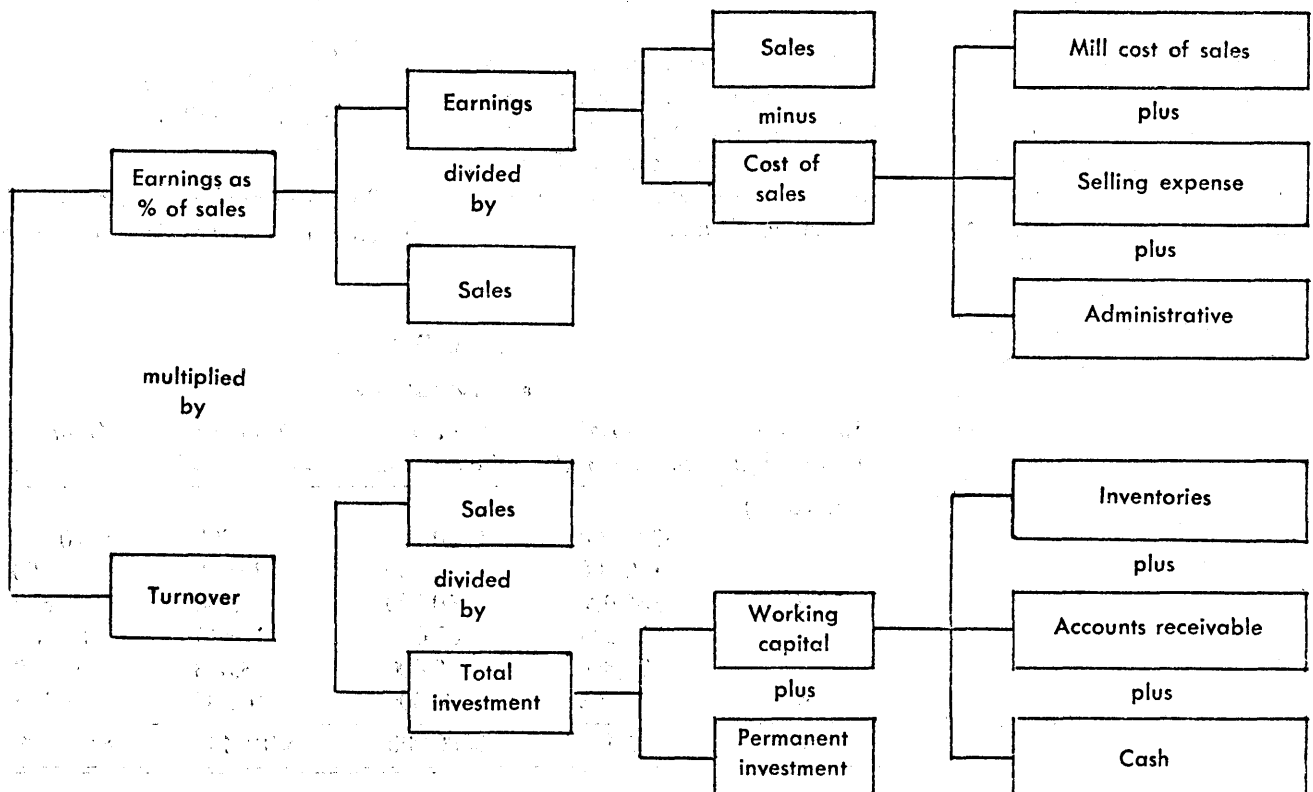 Sales
minus
Cost of
sales
Mill cost of sales
plus
Selling expense
plus
Administrative
Earnings
divided
by
Sales
Earnings as
% of sales
multiplied
by
Turnover
Sales
divided
by
Total
investment
Working
capital
plus
Permanent
investment
Inventories
plus
Accounts receivable
plus
Cash